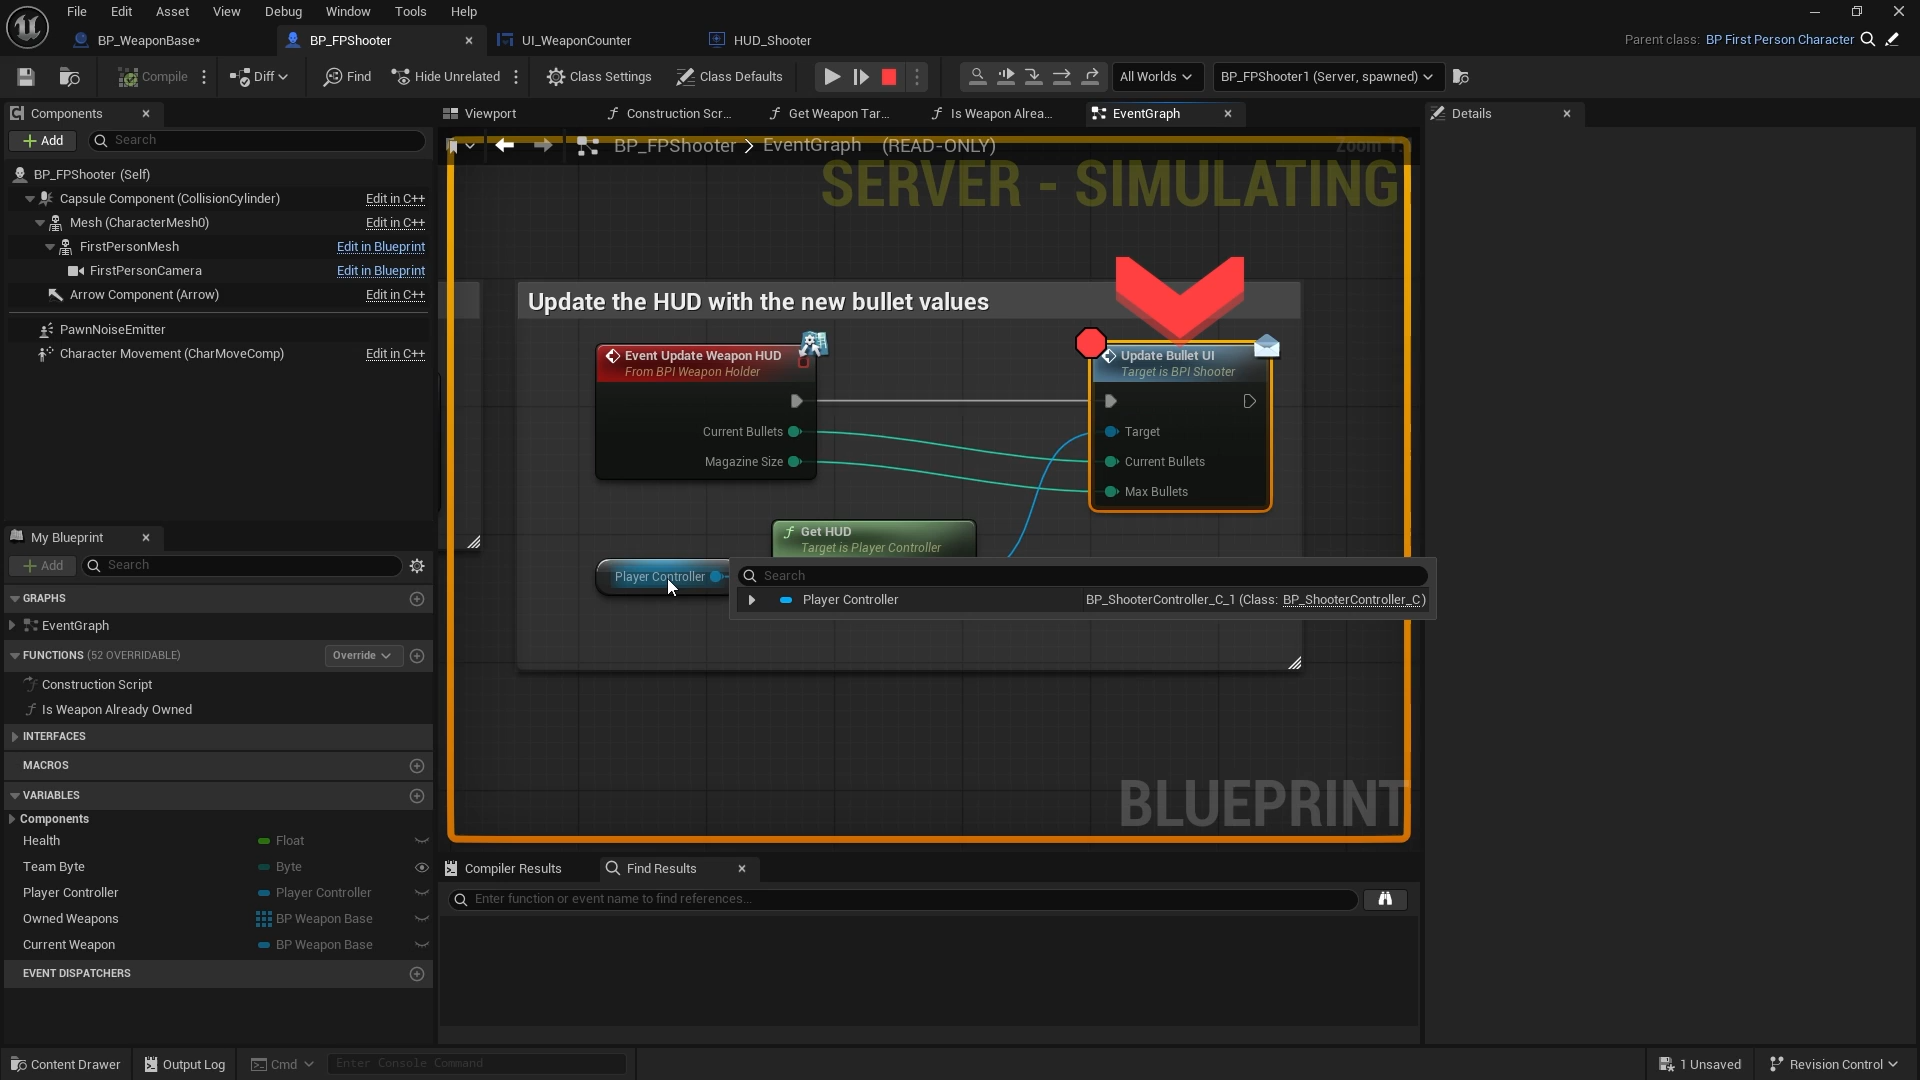 File Edit Asset View Debug Window Tools Help
BP_WeaponBase* BP_FPShooter UI_WeaponCounter HUD_Shooter Parent class: BP First Person Character
Compile Diff Find Hide Unrelated Class Settings Class Defaults All Worlds BP_FPShooter1 (Server, spawned)
Components
Viewport Construction Scr... Get Weapon Tar... Is Weapon Alrea... EventGraph
Details
Add Search
BP_FPShooter > EventGraph (READ-ONLY)
SERVER - SIMULATING
BP_FPShooter (Self)
Capsule Component (CollisionCylinder) Edit in C++
Mesh (CharacterMesh0) Edit in C++
FirstPersonMesh Edit in Blueprint
FirstPersonCamera Edit in Blueprint
Arrow Component (Arrow) Edit in C++
PawnNoiseEmitter
Character Movement (CharMoveComp) Edit in C++
Update the HUD with the new bullet values
Event Update Weapon HUD
From BPI Weapon Holder
Current Bullets
Magazine Size
Update Bullet UI
Target is BPI Shooter
Target
Current Bullets
Max Bullets
Get HUD
Target is Player Controller
Player Controller
Search
Player Controller BP_ShooterController_C_1 (Class: BP_ShooterController_C)
BLUEPRINT
My Blueprint
Add Search
GRAPHS
EventGraph
FUNCTIONS (52 OVERRIDABLE) Override
Construction Script
Is Weapon Already Owned
INTERFACES
MACROS
VARIABLES
Components
Health Float
Team Byte Byte
Player Controller Player Controller
Owned Weapons BP Weapon Base
Current Weapon BP Weapon Base
EVENT DISPATCHERS
Compiler Results Find Results
Enter function or event name to find references...
Content Drawer Output Log Cmd Enter Console Command 1 Unsaved Revision Control